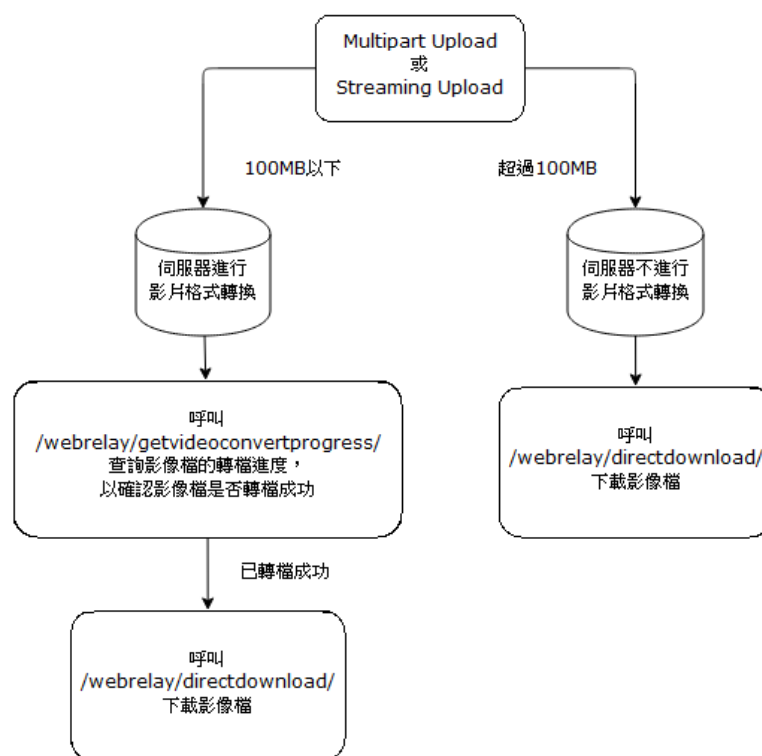 Multipart Upload
或
Streaming Upload
100MB以下
超過100MB
伺服器進行
影片格式轉換
伺服器不進行
影片格式轉換
呼叫
/webrelay/getvideoconvertprogress/
查詢影像檔的轉檔進度，
以確認影像檔是否轉檔成功
呼叫
/webrelay/directdownload/
下載影像檔
已轉檔成功
呼叫
/webrelay/directdownload/
下載影像檔